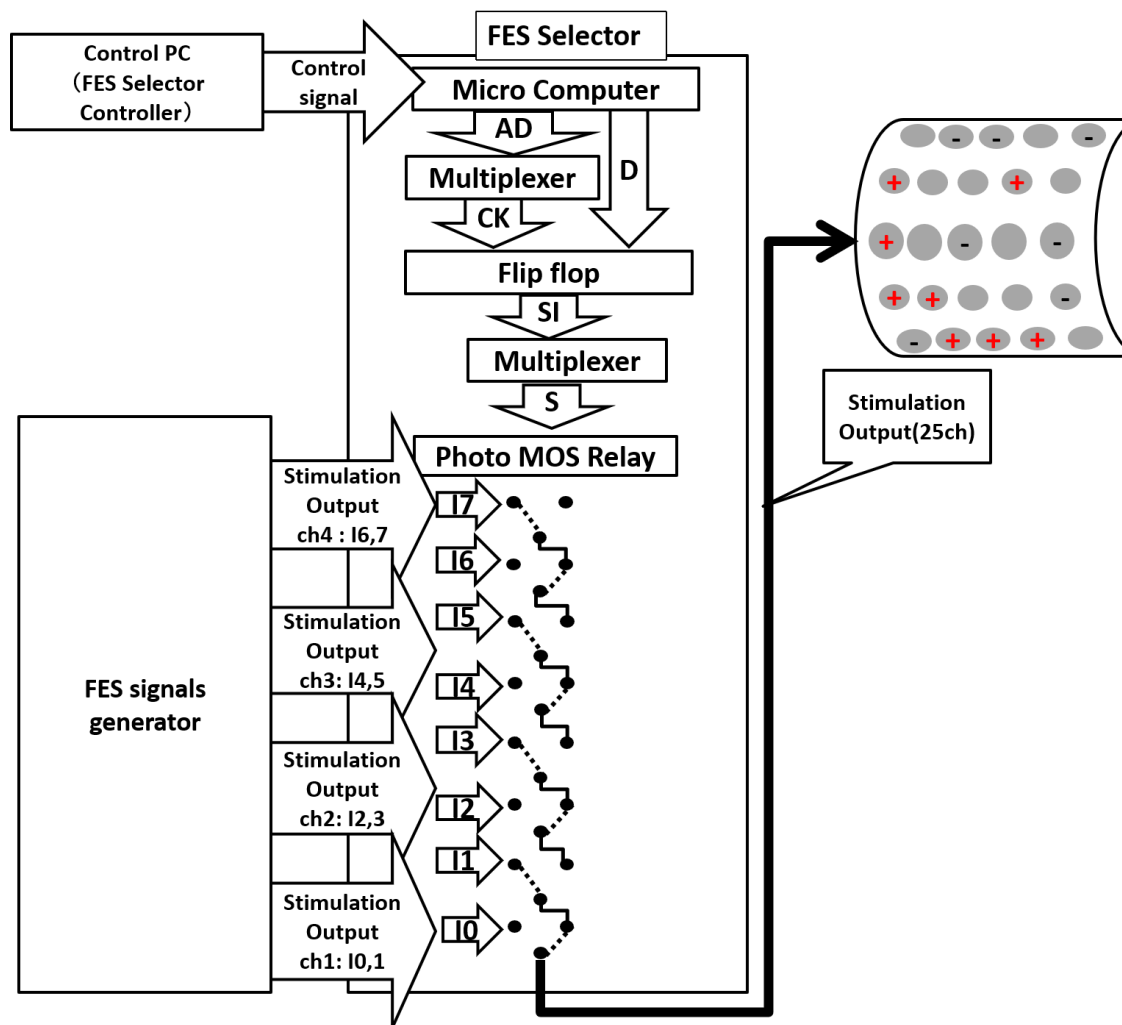 FES Selector
Control PC
（FES Selector
Controller）
Control
signal
Micro Computer
AD
D
Multiplexer
CK
Flip flop
SI
Multiplexer
S
Photo MOS Relay
- - -
+ +
+ - -
+ + -
- + + +
Stimulation
Output(25ch)
FES signals
generator
Stimulation
Output
ch4 : I6,7
Stimulation
Output
ch3: I4,5
Stimulation
Output
ch2: I2,3
Stimulation
Output
ch1: I0,1
I7
I6
I5
I4
I3
I2
I1
I0